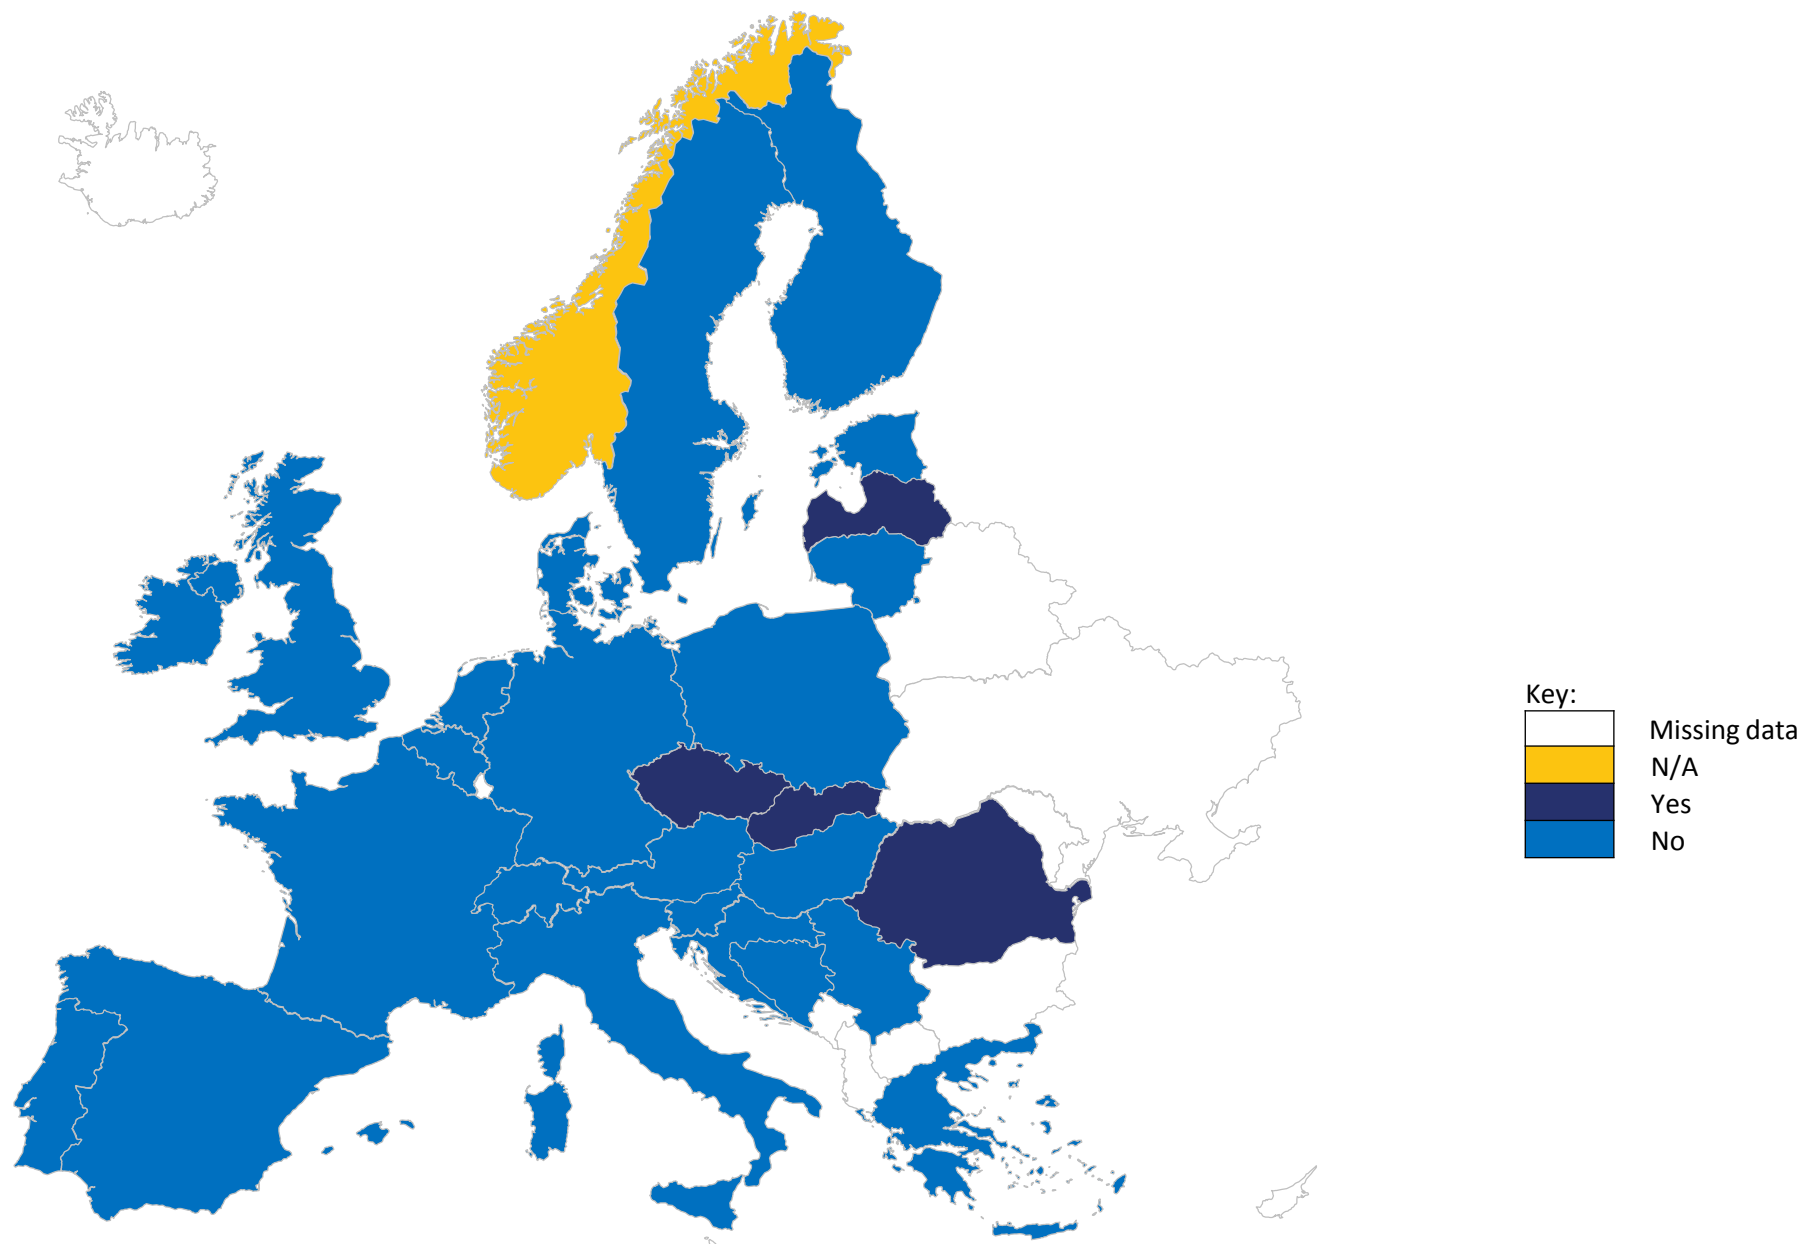 Key:
Missing data
N/A
Yes
No